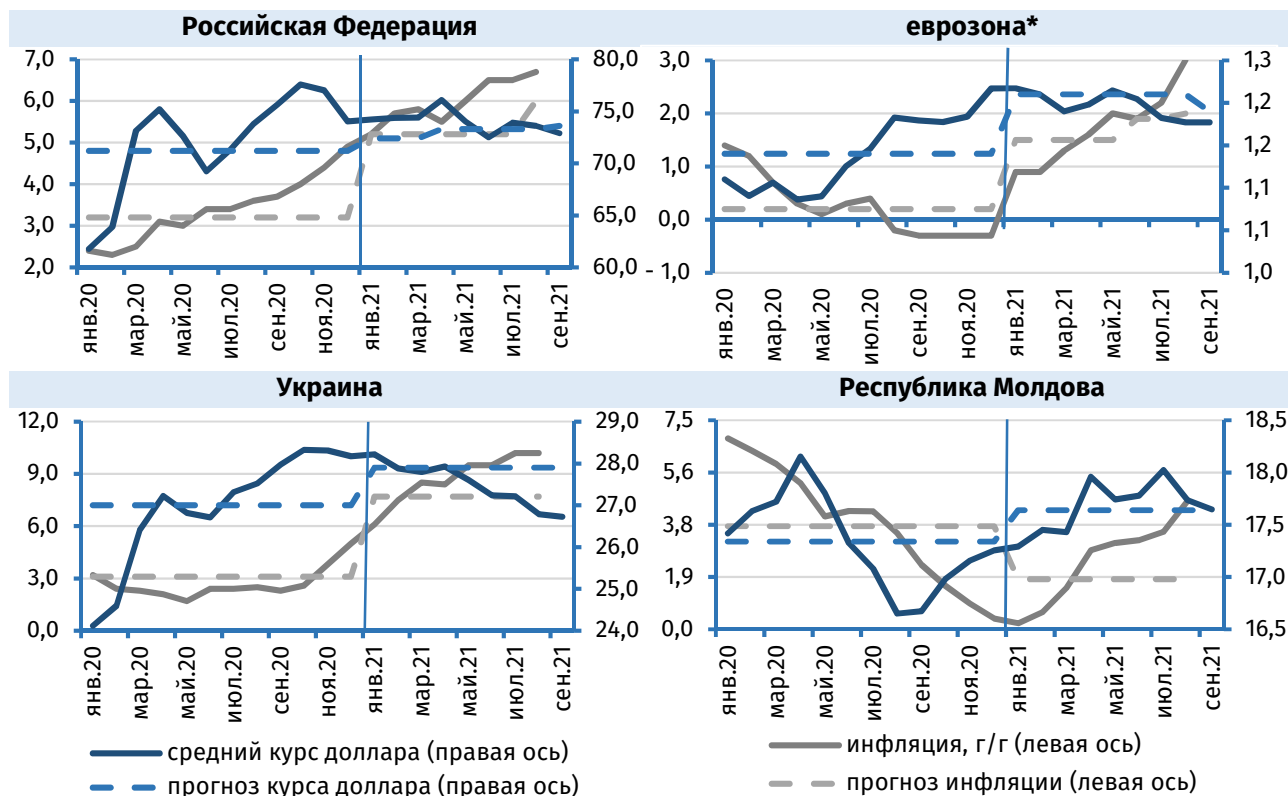 Российская Федерация
7,0
6,0
5,0
4,0
3,0
2,0
80,0
75,0
70,0
65,0
60,0
янв.20
мар.20
май.20
июл.20
сен.20
ноя.20
янв.21
мар.21
май.21
июл.21
сен.21
еврозона*
3,0
2,0
1,0
0,0
- 1,0
1,3
1,2
1,2
1,1
1,1
1,0
янв.20
мар.20
май.20
июл.20
сен.20
ноя.20
янв.21
мар.21
май.21
июл.21
сен.21
Украина
12,0
9,0
6,0
3,0
0,0
29,0
28,0
27,0
26,0
25,0
24,0
янв.20
мар.20
май.20
июл.20
сен.20
ноя.20
янв.21
мар.21
май.21
июл.21
сен.21
Республика Молдова
7,5
5,6
3,8
1,9
0,0
18,5
18,0
17,5
17,0
16,5
янв.20
мар.20
май.20
июл.20
сен.20
ноя.20
янв.21
мар.21
май.21
июл.21
сен.21
средний курс доллара (правая ось)
прогноз курса доллара (правая ось)
инфляция, г/г (левая ось)
прогноз инфляции (левая ось)